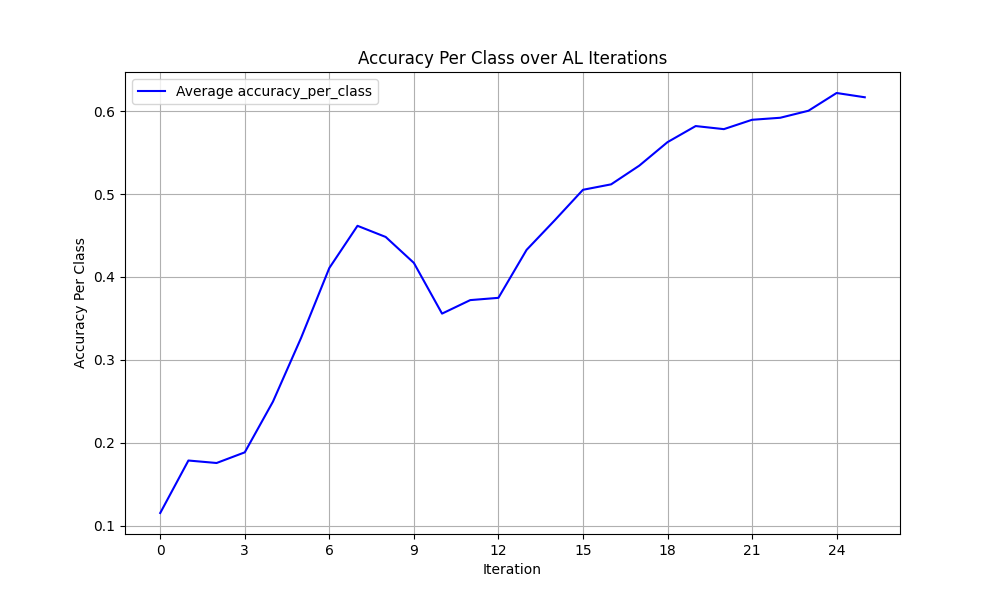 Accuracy Per Class over AL Iterations
Average accuracy_per_class
0.6
0.5
0.4
0.3
0.2
0.1
Accuracy Per Class
0 3 6 9 12 15 18 21 24
Iteration